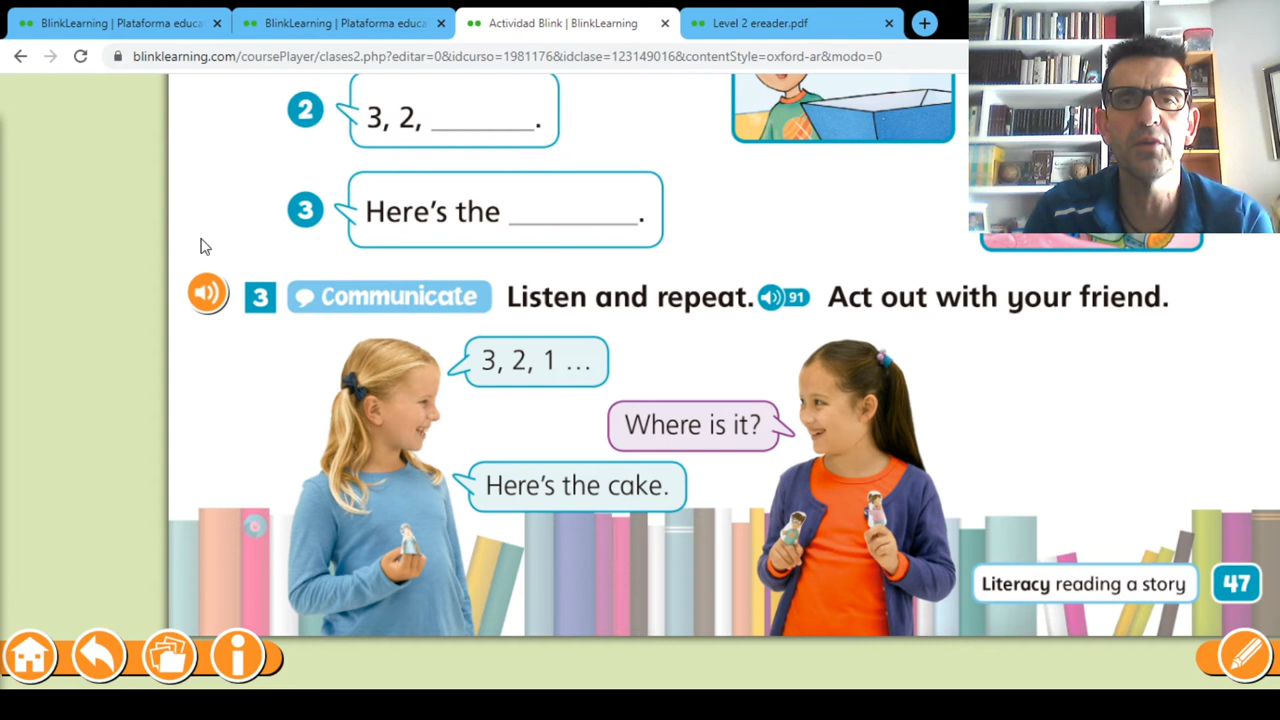 BlinkLearning | Plataforma educa
BlinkLearning | Plataforma educa
Actividad Blink | BlinkLearning
Level 2 ereader.pdf
blinklearning.com/coursePlayer/clases2.php?editar=0&idcurso=1981176&idclase=123149016&contentStyle=oxford-ar&modo=0
2 3, 2, ________.
3 Here's the ________.
3 Communicate Listen and repeat. 91 Act out with your friend.
3, 2, 1 ...
Where is it?
Here's the cake.
Literacy reading a story 47